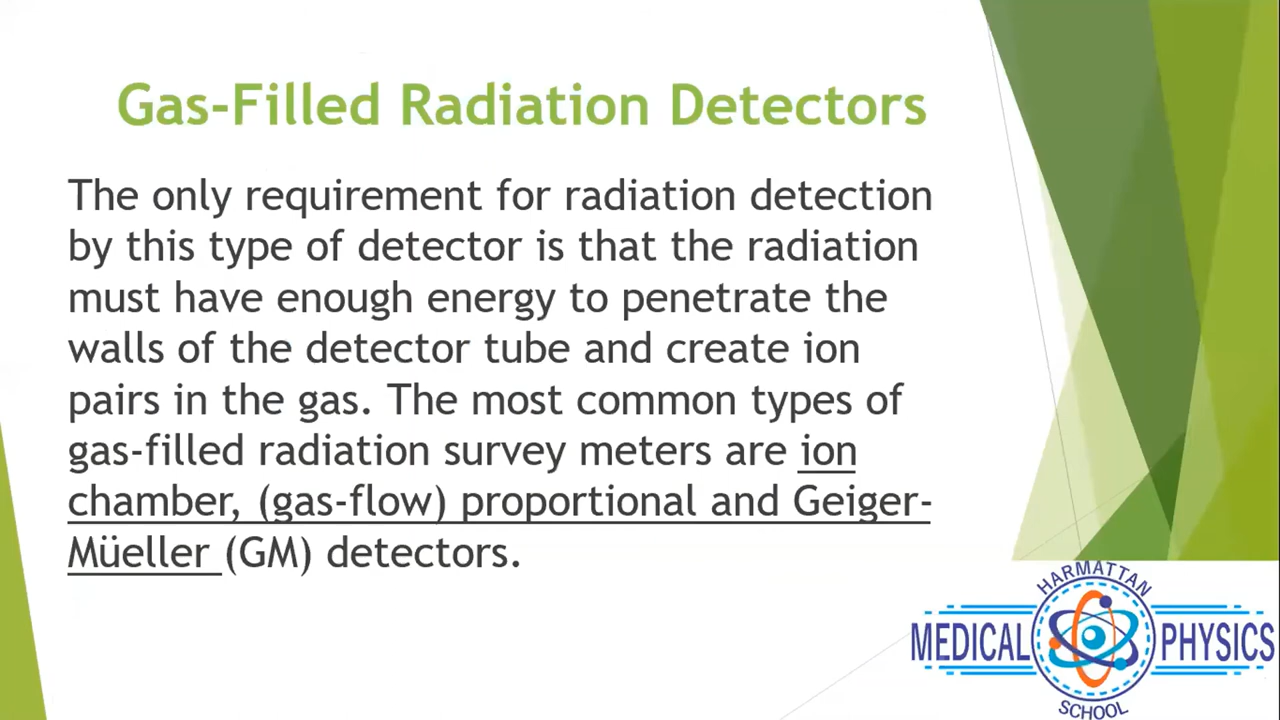 Gas-Filled Radiation Detectors
The only requirement for radiation detection
by this type of detector is that the radiation
must have enough energy to penetrate the
walls of the detector tube and create ion
pairs in the gas. The most common types of
gas-filled radiation survey meters are ion
chamber, (gas-flow) proportional and Geiger-
Müeller (GM) detectors.
HARMATTAN
MEDICAL PHYSICS
SCHOOL